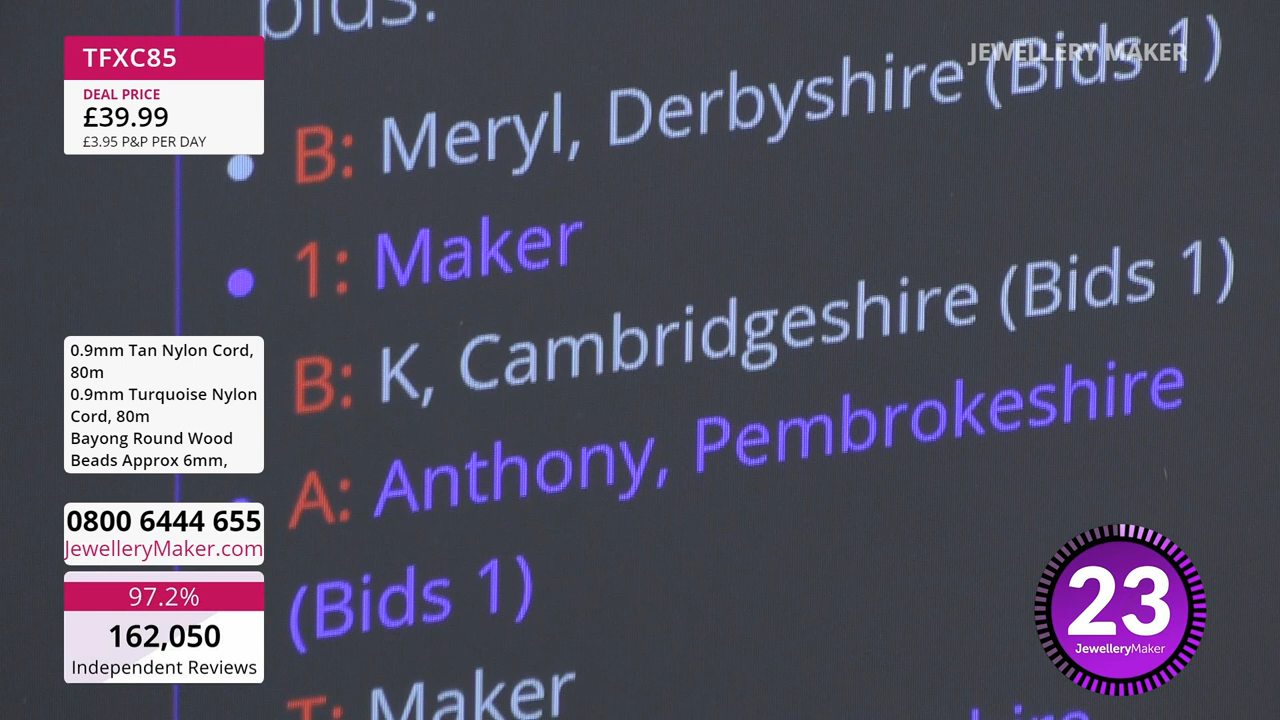 bids.
JEWELLERY MAKER
TFXC85
DEAL PRICE
£39.99
£3.95 P&P PER DAY
B: Meryl, Derbyshire (Bids 1)
1: Maker
B: K, Cambridgeshire (Bids 1)
A: Anthony, Pembrokeshire
(Bids 1)
T: Maker
0.9mm Tan Nylon Cord,
80m
0.9mm Turquoise Nylon
Cord, 80m
Bayong Round Wood
Beads Approx 6mm,
0800 6444 655
JewelleryMaker.com
97.2%
162,050
Independent Reviews
23
JewelleryMaker